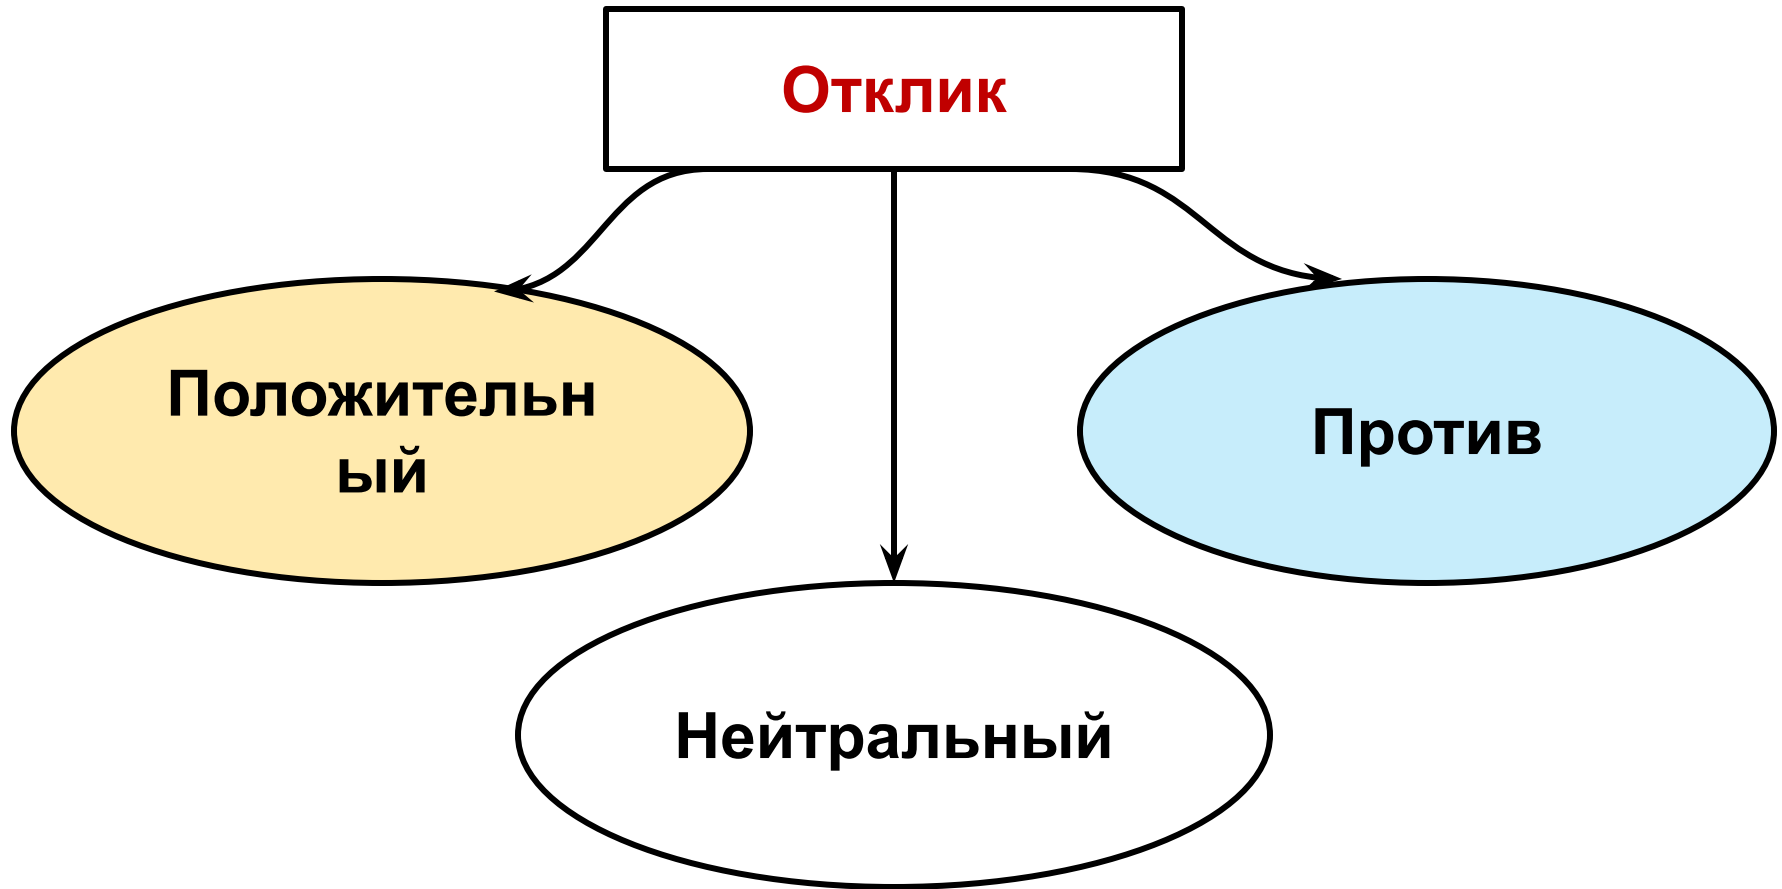 Отклик
Положительн
ый
Против
Нейтральный